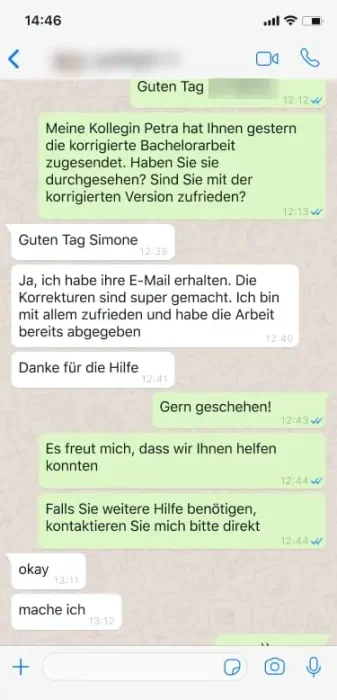 14:46
Guten Tag
12:12
Meine Kollegin Petra hat Ihnen gestern
die korrigierte Bachelorarbeit
zugesendet. Haben Sie sie
durchgesehen? Sind Sie mit der
korrigierten Version zufrieden?
12:13
Guten Tag Simone
12:39
Ja, ich habe ihre E-Mail erhalten. Die
Korrekturen sind super gemacht. Ich bin
mit allem zufrieden und habe die Arbeit
bereits abgegeben
12:40
Danke für die Hilfe
12:41
Gern geschehen!
12:43
Es freut mich, dass wir Ihnen helfen
konnten
12:44
Falls Sie weitere Hilfe benötigen,
kontaktieren Sie mich bitte direkt
12:44
okay
13:11
mache ich
13:12